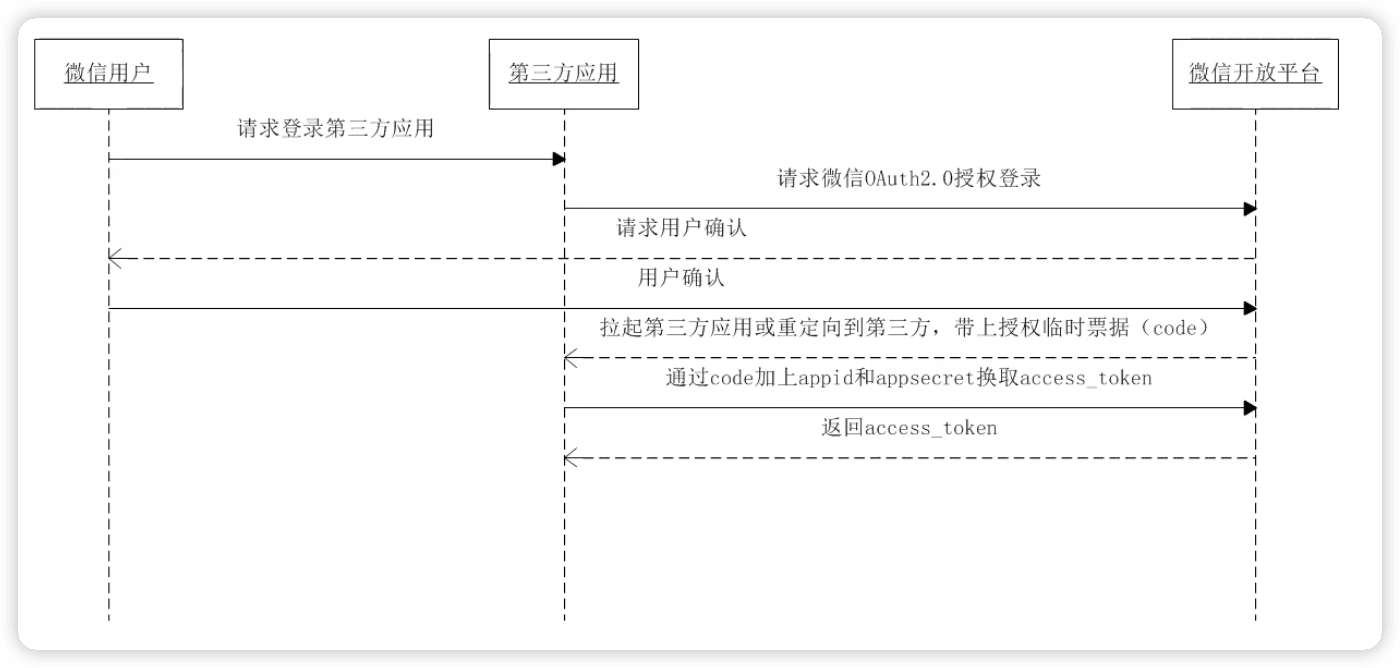 微信用户
第三方应用
微信开放平台
请求登录第三方应用
请求微信OAuth2.0授权登录
请求用户确认
用户确认
拉起第三方应用或重定向到第三方，带上授权临时票据（code）
通过code加上appid和appsecret换取access_token
返回access_token